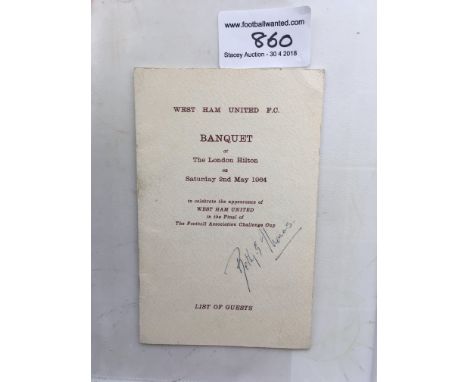 www.footballwanted.com
860
Stacey Auction - 30 4 2018
WEST HAM UNITED F.C.
BANQUET
at
The London Hilton
on
Saturday 2nd May 1964
to celebrate the appearance of
WEST HAM UNITED
in the Final of
The Football Association Challenge Cup
Thomas.
LIST OF GUESTS